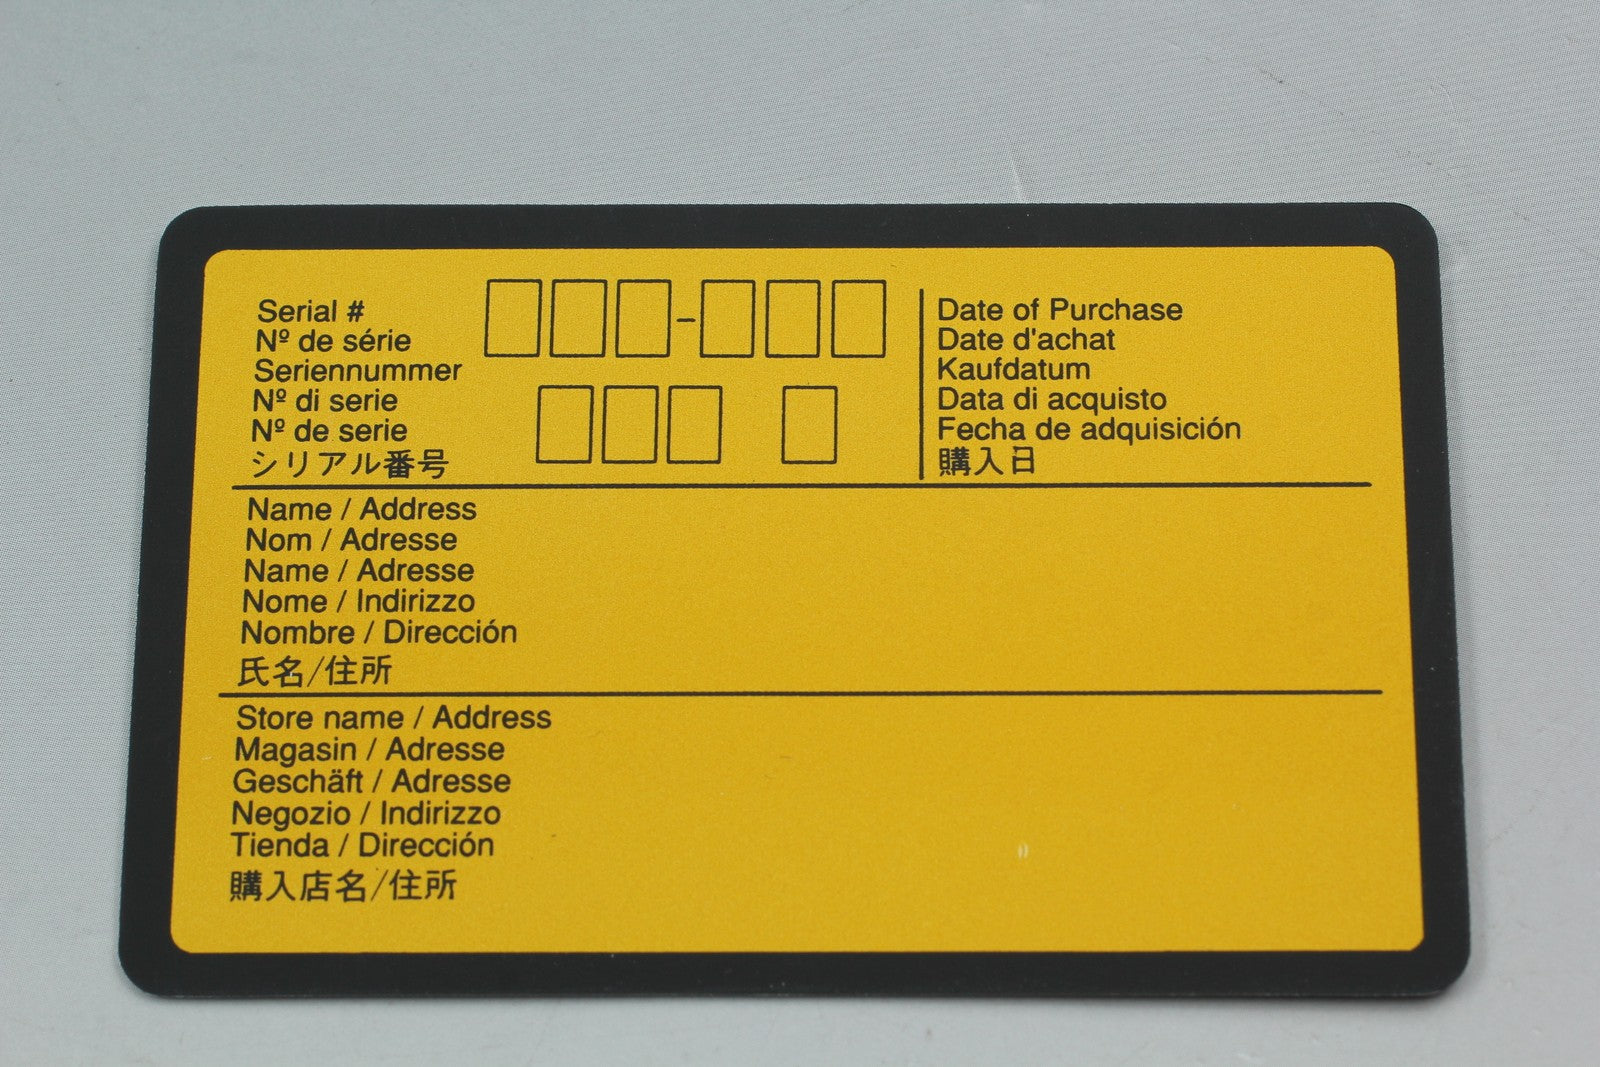 Serial #
Nº de série
Seriennummer
Nº di serie
Nº de serie
シリアル番号
-
Date of Purchase
Date d'achat
Kaufdatum
Data di acquisto
Fecha de adquisición
購入日
Name / Address
Nom / Adresse
Name / Adresse
Nome / Indirizzo
Nombre / Dirección
氏名/住所
Store name / Address
Magasin / Adresse
Geschäft / Adresse
Negozio / Indirizzo
Tienda / Dirección
購入店名/住所